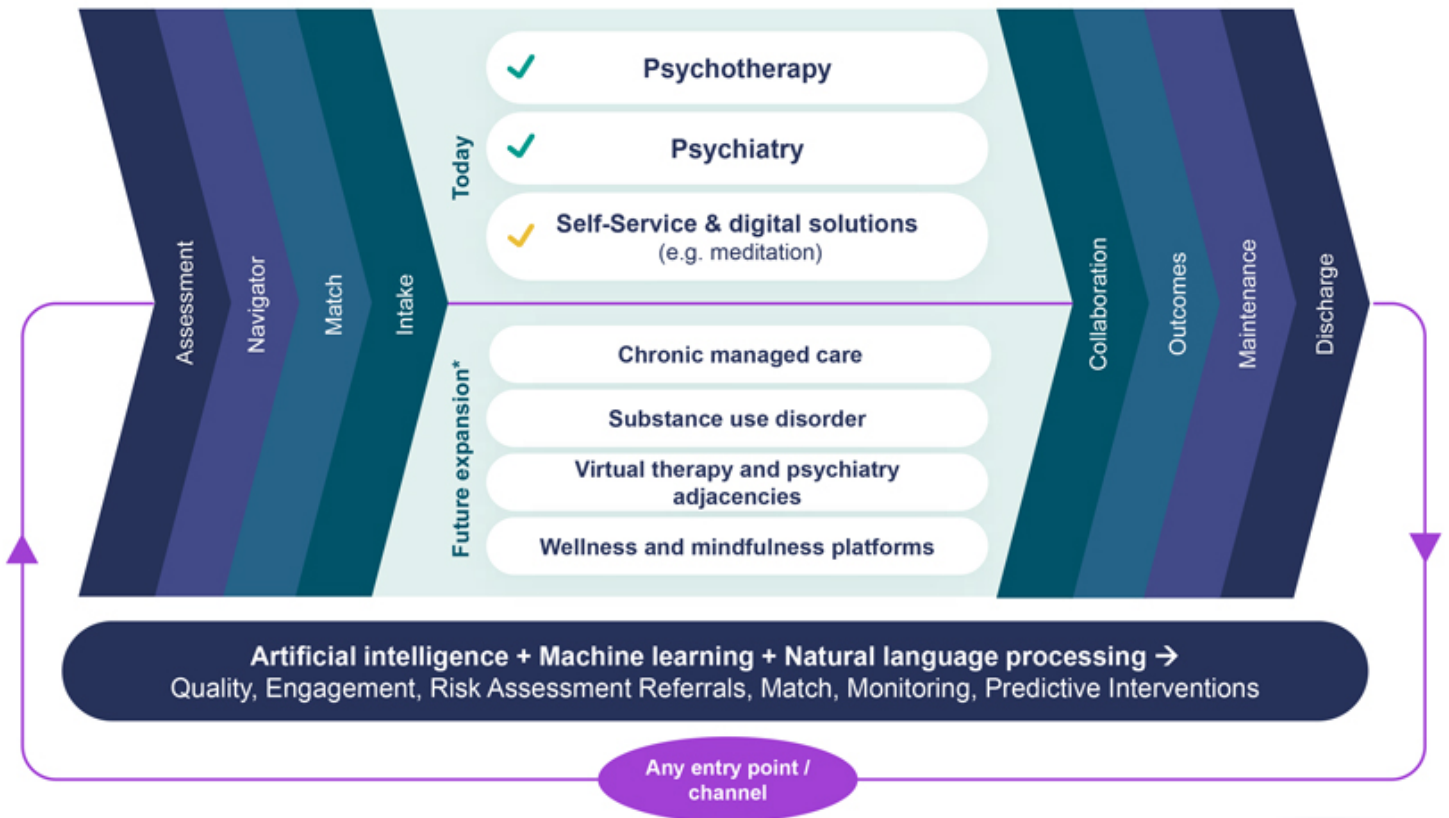 Assessment
Navigator
Match
Intake
Today
Psychotherapy
Psychiatry
Self-Service & digital solutions
(e.g. meditation)
Future expansion*
Chronic managed care
Substance use disorder
Virtual therapy and psychiatry
adjacencies
Wellness and mindfulness platforms
Collaboration
Outcomes
Maintenance
Discharge
Artificial intelligence + Machine learning + Natural language processing →
Quality, Engagement, Risk Assessment Referrals, Match, Monitoring, Predictive Interventions
Any entry point /
channel